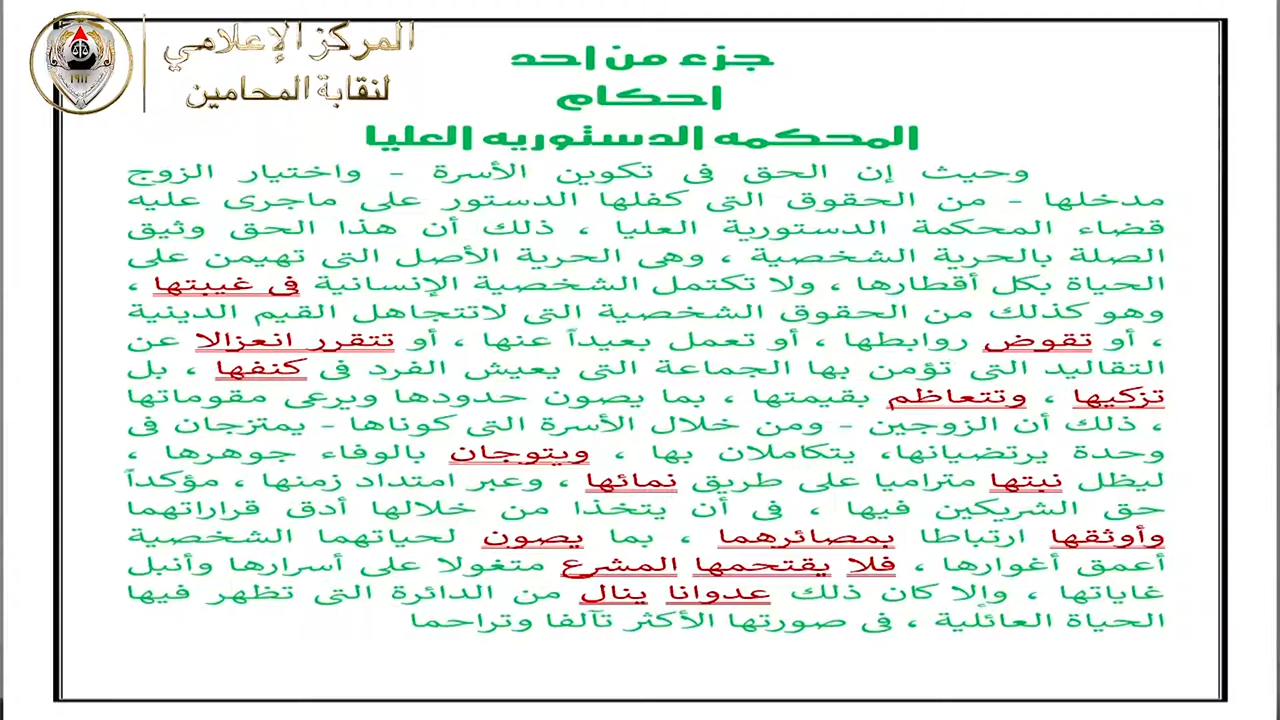 المركز الإعلامي
لنقابة المحامين
١٩١٢
جزء من احد
احكام
المحكمه الدستوريه العليا
وحيث إن الحق فى تكوين الأسرة - واختيار الزوج
مدخلها - من الحقوق التى كفلها الدستور على ماجرى عليه
قضاء المحكمة الدستورية العليا ، ذلك أن هذا الحق وثيق
الصلة بالحرية الشخصية ، وهى الحرية الأصل التى تهيمن على
الحياة بكل أقطارها ، ولا تكتمل الشخصية الإنسانية فى غيبتها ،
وهو كذلك من الحقوق الشخصية التى لاتتجاهل القيم الدينية
، أو تقوض روابطها ، أو تعمل بعيداً عنها ، أو تتقرر انعزالا عن
التقاليد التى تؤمن بها الجماعة التى يعيش الفرد فى كنفها ، بل
تزكيها ، وتتعاظم بقيمتها ، بما يصون حدودها ويرعى مقوماتها
، ذلك أن الزوجين - ومن خلال الأسرة التى كوناها - يمتزجان فى
وحدة يرتضيانها، يتكاملان بها ، ويتوجان بالوفاء جوهرها ،
ليظل نبتها متراميا على طريق نمائها ، وعبر امتداد زمنها ، مؤكداً
حق الشريكين فيها ، فى أن يتخذا من خلالها أدق قراراتهما
وأوثقها ارتباطا بمصائرهما ، بما يصون لحياتهما الشخصية
أعمق أغوارها ، فلا يقتحمها المشرع متغولا على أسرارها وأنبل
غاياتها ، وإلا كان ذلك عدوانا ينال من الدائرة التى تظهر فيها
الحياة العائلية ، فى صورتها الأكثر تآلفا وتراحما